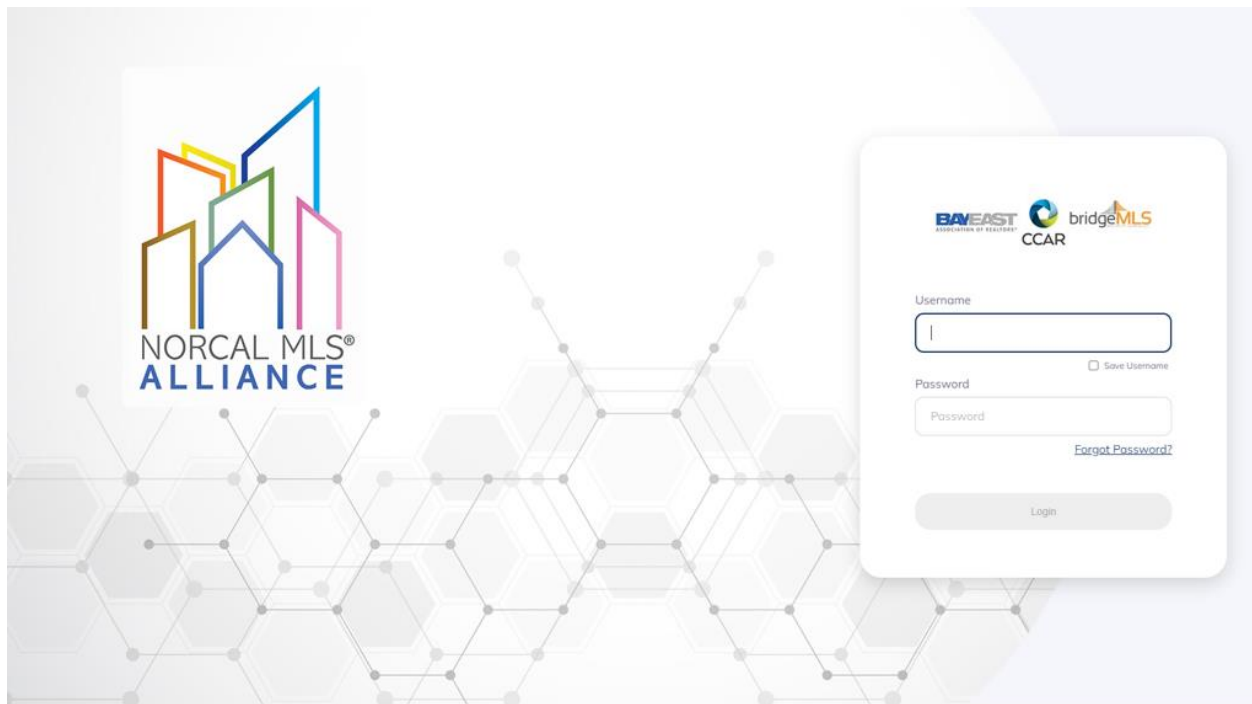 NORCAL MLS®
ALLIANCE
BAYEAST
ASSOCIATION OF REALTORS®
CCAR
bridgeMLS
Username
Save Username
Password
Password
Forgot Password?
Login